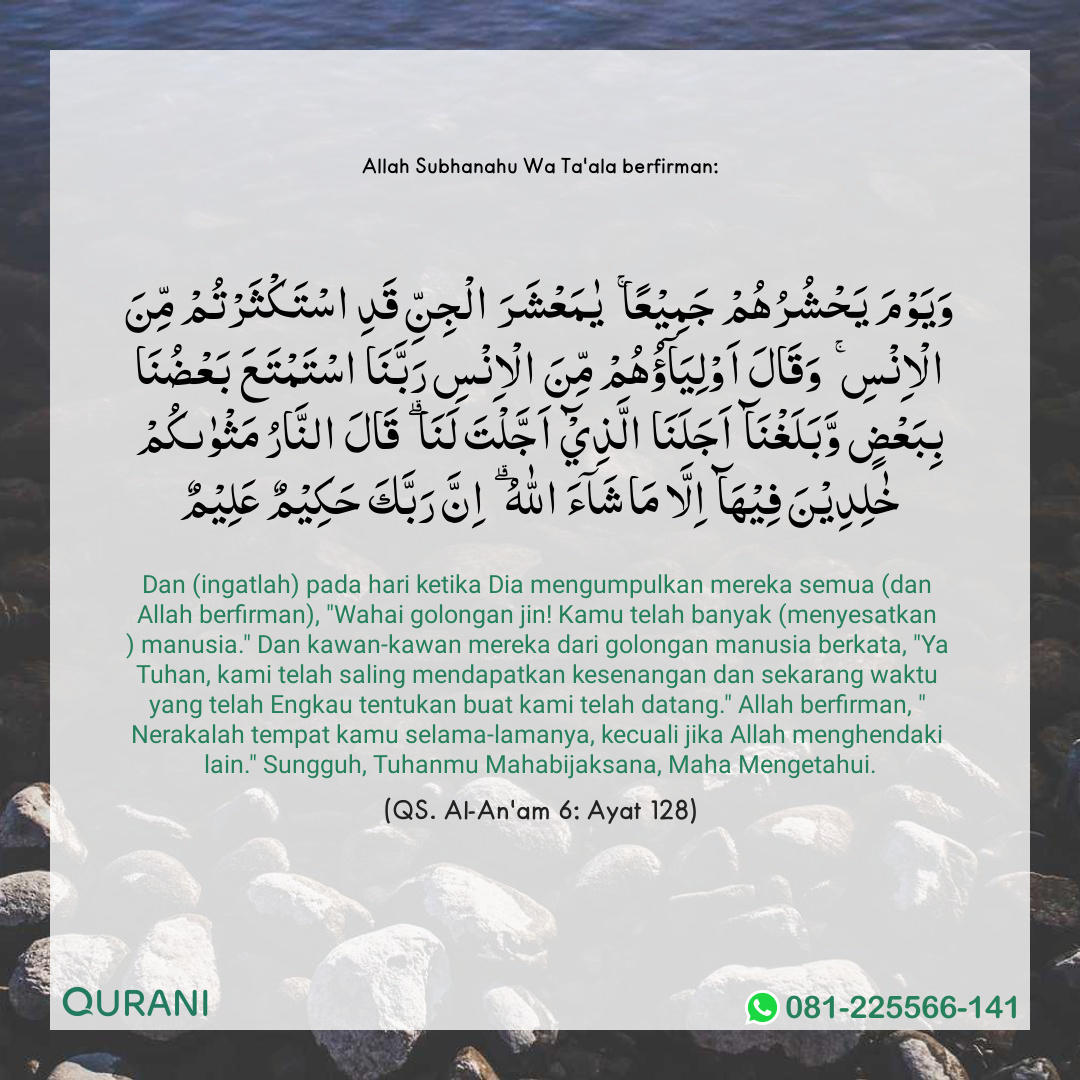 Allah Subhanahu Wa Ta'ala berfirman:
وَيَوْمَ يَحْشُرُهُمْ جَمِيْعًاۚ يٰمَعْشَرَ الْجِنِّ قَدِ اسْتَكْثَرْتُمْ مِّنَ
الْاِنْسِۚ وَقَالَ اَوْلِيَاۤؤُهُمْ مِّنَ الْاِنْسِ رَبَّنَا اسْتَمْتَعَ بَعْضُنَا
بِبَعْضٍ وَّبَلَغْنَآ اَجَلَنَا الَّذِيْٓ اَجَّلْتَ لَنَاۗ قَالَ النَّارُ مَثْوٰىكُمْ
خٰلِدِيْنَ فِيْهَآ اِلَّا مَا شَاۤءَ اللّٰهُۗ اِنَّ رَبَّكَ حَكِيْمٌ عَلِيْمٌ
Dan (ingatlah) pada hari ketika Dia mengumpulkan mereka semua (dan
Allah berfirman), "Wahai golongan jin! Kamu telah banyak (menyesatkan
) manusia." Dan kawan-kawan mereka dari golongan manusia berkata, "Ya
Tuhan, kami telah saling mendapatkan kesenangan dan sekarang waktu
yang telah Engkau tentukan buat kami telah datang." Allah berfirman, "
Nerakalah tempat kamu selama-lamanya, kecuali jika Allah menghendaki
lain." Sungguh, Tuhanmu Mahabijaksana, Maha Mengetahui.
(QS. Al-An'am 6: Ayat 128)
QURANI
081-225566-141